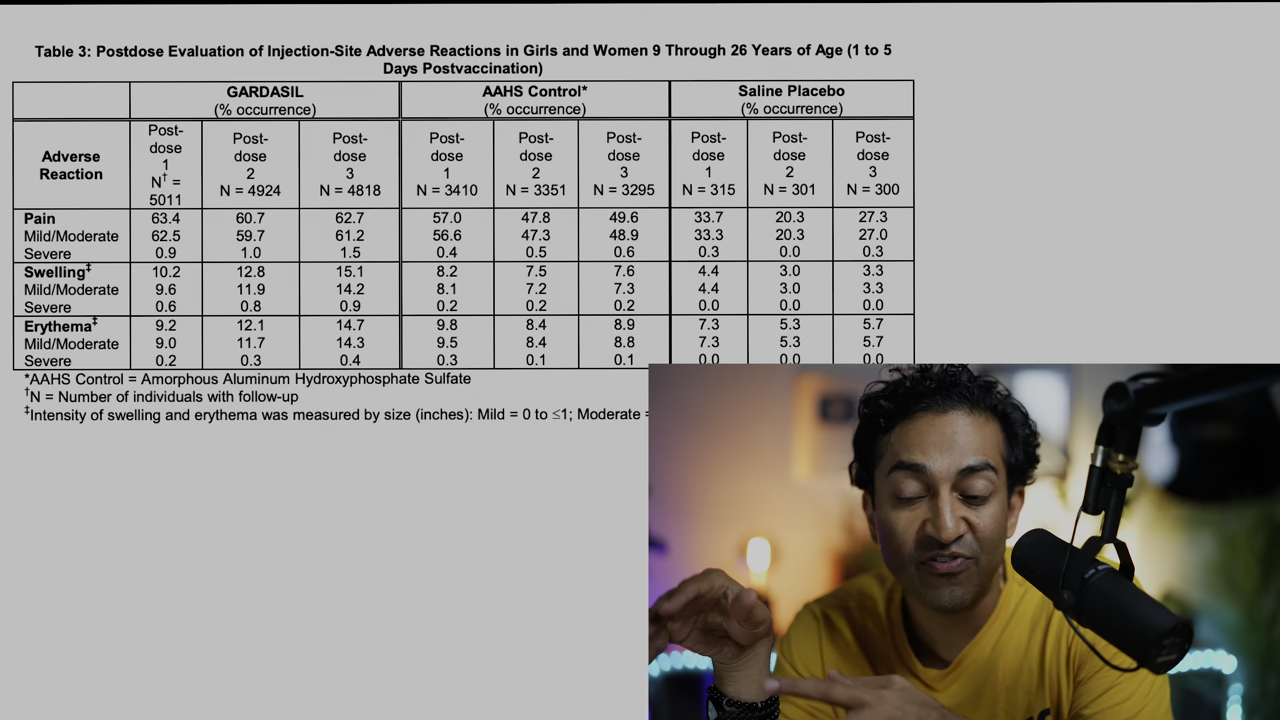 Table 3: Postdose Evaluation of Injection-Site Adverse Reactions in Girls and Women 9 Through 26 Years of Age (1 to 5
Days Postvaccination)
GARDASIL AAHS Control* Saline Placebo
(% occurrence) (% occurrence) (% occurrence)
Adverse Reaction
Post-dose 1 N† = 5011
Post-dose 2 N = 4924
Post-dose 3 N = 4818
Post-dose 1 N = 3410
Post-dose 2 N = 3351
Post-dose 3 N = 3295
Post-dose 1 N = 315
Post-dose 2 N = 301
Post-dose 3 N = 300
Pain 63.4 60.7 62.7 57.0 47.8 49.6 33.7 20.3 27.3
Mild/Moderate 62.5 59.7 61.2 56.6 47.3 48.9 33.3 20.3 27.0
Severe 0.9 1.0 1.5 0.4 0.5 0.6 0.3 0.0 0.3
Swelling‡ 10.2 12.8 15.1 8.2 7.5 7.6 4.4 3.0 3.3
Mild/Moderate 9.6 11.9 14.2 8.1 7.2 7.3 4.4 3.0 3.3
Severe 0.6 0.8 0.9 0.2 0.2 0.2 0.0 0.0 0.0
Erythema‡ 9.2 12.1 14.7 9.8 8.4 8.9 7.3 5.3 5.7
Mild/Moderate 9.0 11.7 14.3 9.5 8.4 8.8 7.3 5.3 5.7
Severe 0.2 0.3 0.4 0.3 0.1 0.1 0.0 0.0 0.0
*AAHS Control = Amorphous Aluminum Hydroxyphosphate Sulfate
†N = Number of individuals with follow-up
‡Intensity of swelling and erythema was measured by size (inches): Mild = 0 to ≤1; Moderate =